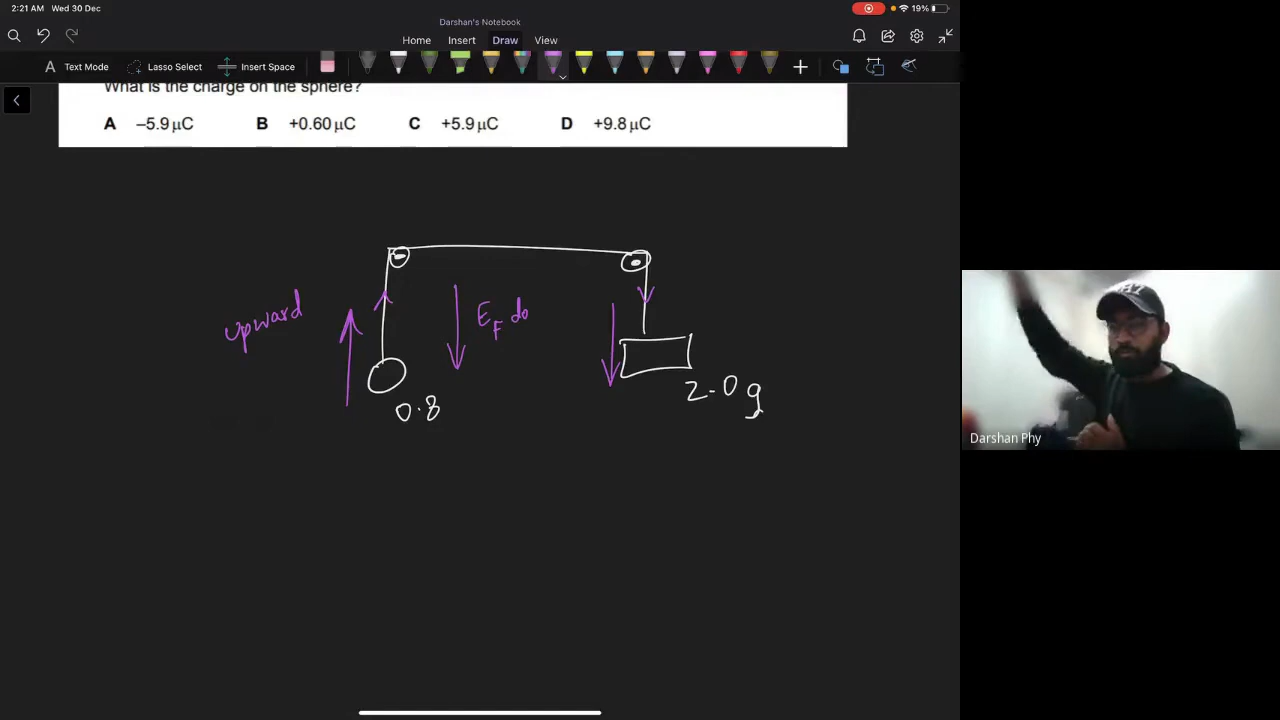 2:21 AM Wed 30 Dec
19%
Darshan's Notebook
Home Insert Draw View
A Text Mode Lasso Select Insert Space
What is the charge on the sphere?
A –5.9 µC B +0.60 µC C +5.9 µC D +9.8 µC
upward
EF do
0.8
2.0 g
Darshan Phy